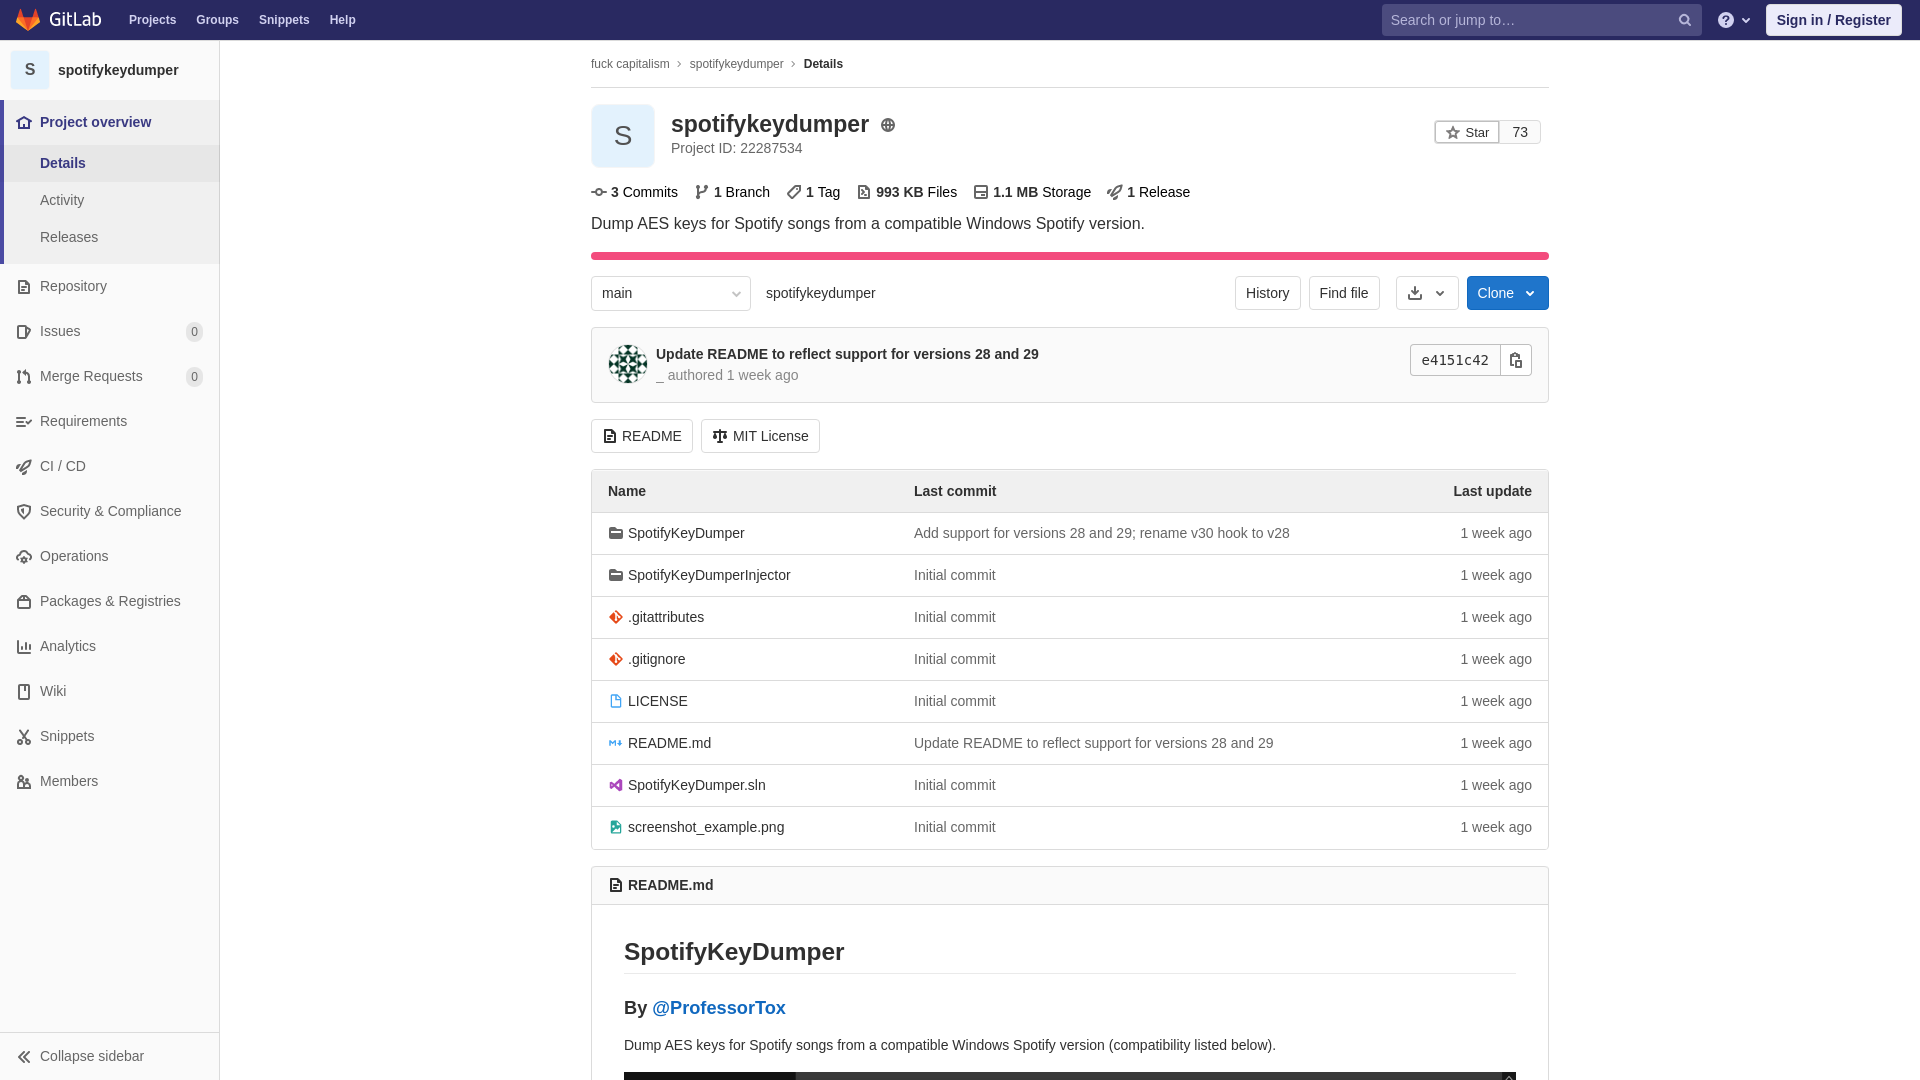 GitLab Projects Groups Snippets Help Search or jump to… Sign in / Register
S spotifykeydumper
Project overview
Details
Activity
Releases
Repository
Issues 0
Merge Requests 0
Requirements
CI / CD
Security & Compliance
Operations
Packages & Registries
Analytics
Wiki
Snippets
Members
Collapse sidebar
fuck capitalism > spotifykeydumper > Details
S
spotifykeydumper
Project ID: 22287534
Star 73
3 Commits 1 Branch 1 Tag 993 KB Files 1.1 MB Storage 1 Release
Dump AES keys for Spotify songs from a compatible Windows Spotify version.
main spotifykeydumper History Find file Clone
Update README to reflect support for versions 28 and 29
_ authored 1 week ago
e4151c42
README MIT License
Name Last commit Last update
SpotifyKeyDumper Add support for versions 28 and 29; rename v30 hook to v28 1 week ago
SpotifyKeyDumperInjector Initial commit 1 week ago
.gitattributes Initial commit 1 week ago
.gitignore Initial commit 1 week ago
LICENSE Initial commit 1 week ago
README.md Update README to reflect support for versions 28 and 29 1 week ago
SpotifyKeyDumper.sln Initial commit 1 week ago
screenshot_example.png Initial commit 1 week ago
README.md
SpotifyKeyDumper
By @ProfessorTox
Dump AES keys for Spotify songs from a compatible Windows Spotify version (compatibility listed below).